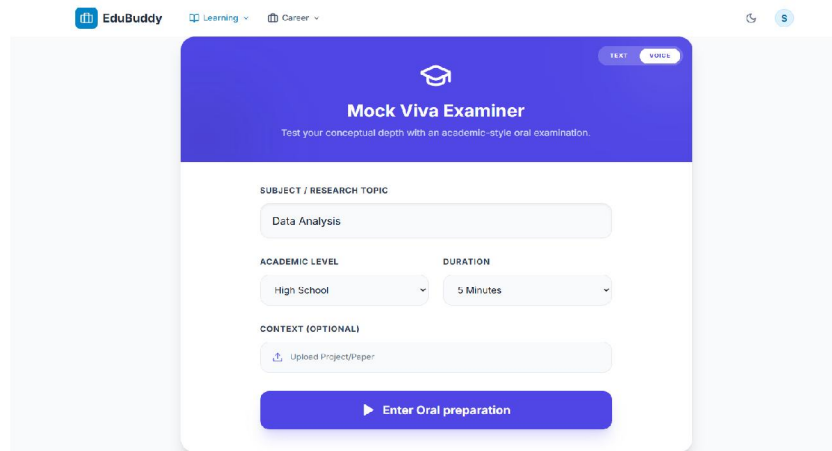 EduBuddy
Learning
Career
S
TEXT
VOICE
Mock Viva Examiner
Test your conceptual depth with an academic-style oral examination.
SUBJECT / RESEARCH TOPIC
Data Analysis
ACADEMIC LEVEL
DURATION
High School
5 Minutes
CONTEXT (OPTIONAL)
Upload Project/Paper
Enter Oral preparation